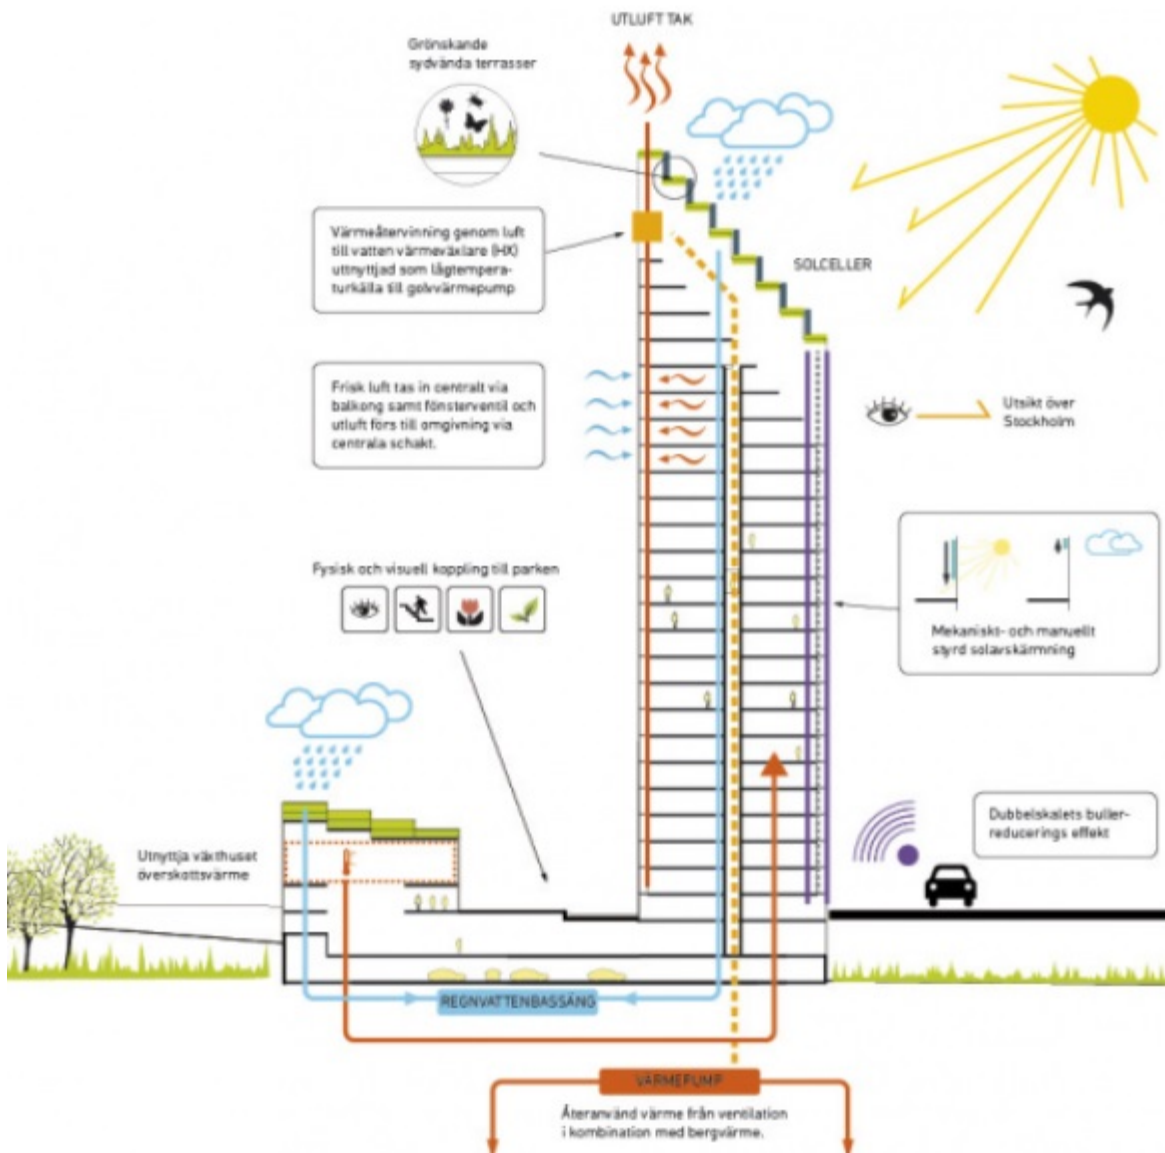 UTLUFT TAK
Grönskande
sydvända terrasser
Värmeåtervinning genom luft
till vatten värmeväxlare (HX)
uttnyttjad som lågtempera-
turkälla till golvvärmepump
SOLCELLER
Frisk luft tas in centralt via
balkong samt fönsterventil och
utluft förs till omgivning via
centrala schakt.
Utsikt över
Stockholm
Fysisk och visuell koppling till parken
Mekaniskt- och manuellt
styrd solavskärmning
Dubbelskalets buller-
reducerings effekt
Utnyttja växthuset
överskottsvärme
REGNVATTENBASSÄNG
VÄRMEPUMP
Återanvänd värme från ventilation
i kombination med bergvärme.